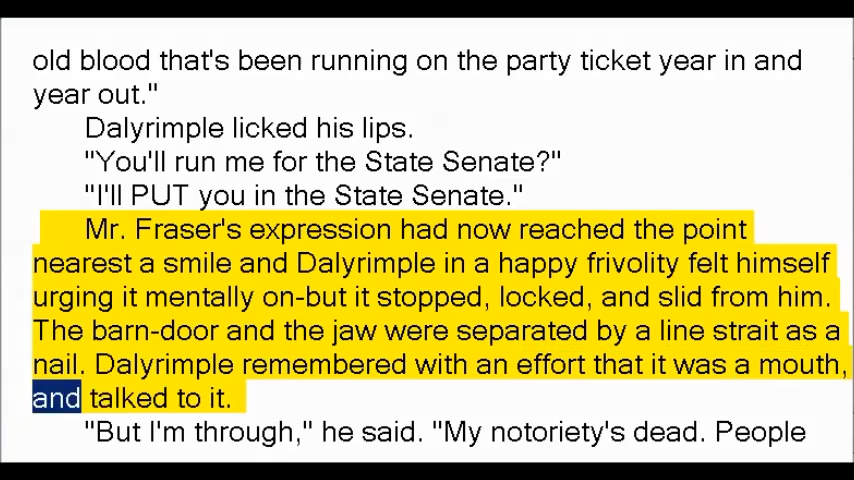 old blood that's been running on the party ticket year in and
year out."
Dalyrimple licked his lips.
"You'll run me for the State Senate?"
"I'll PUT you in the State Senate."
Mr. Fraser's expression had now reached the point
nearest a smile and Dalyrimple in a happy frivolity felt himself
urging it mentally on-but it stopped, locked, and slid from him.
The barn-door and the jaw were separated by a line strait as a
nail. Dalyrimple remembered with an effort that it was a mouth,
and talked to it.
"But I'm through," he said. "My notoriety's dead. People